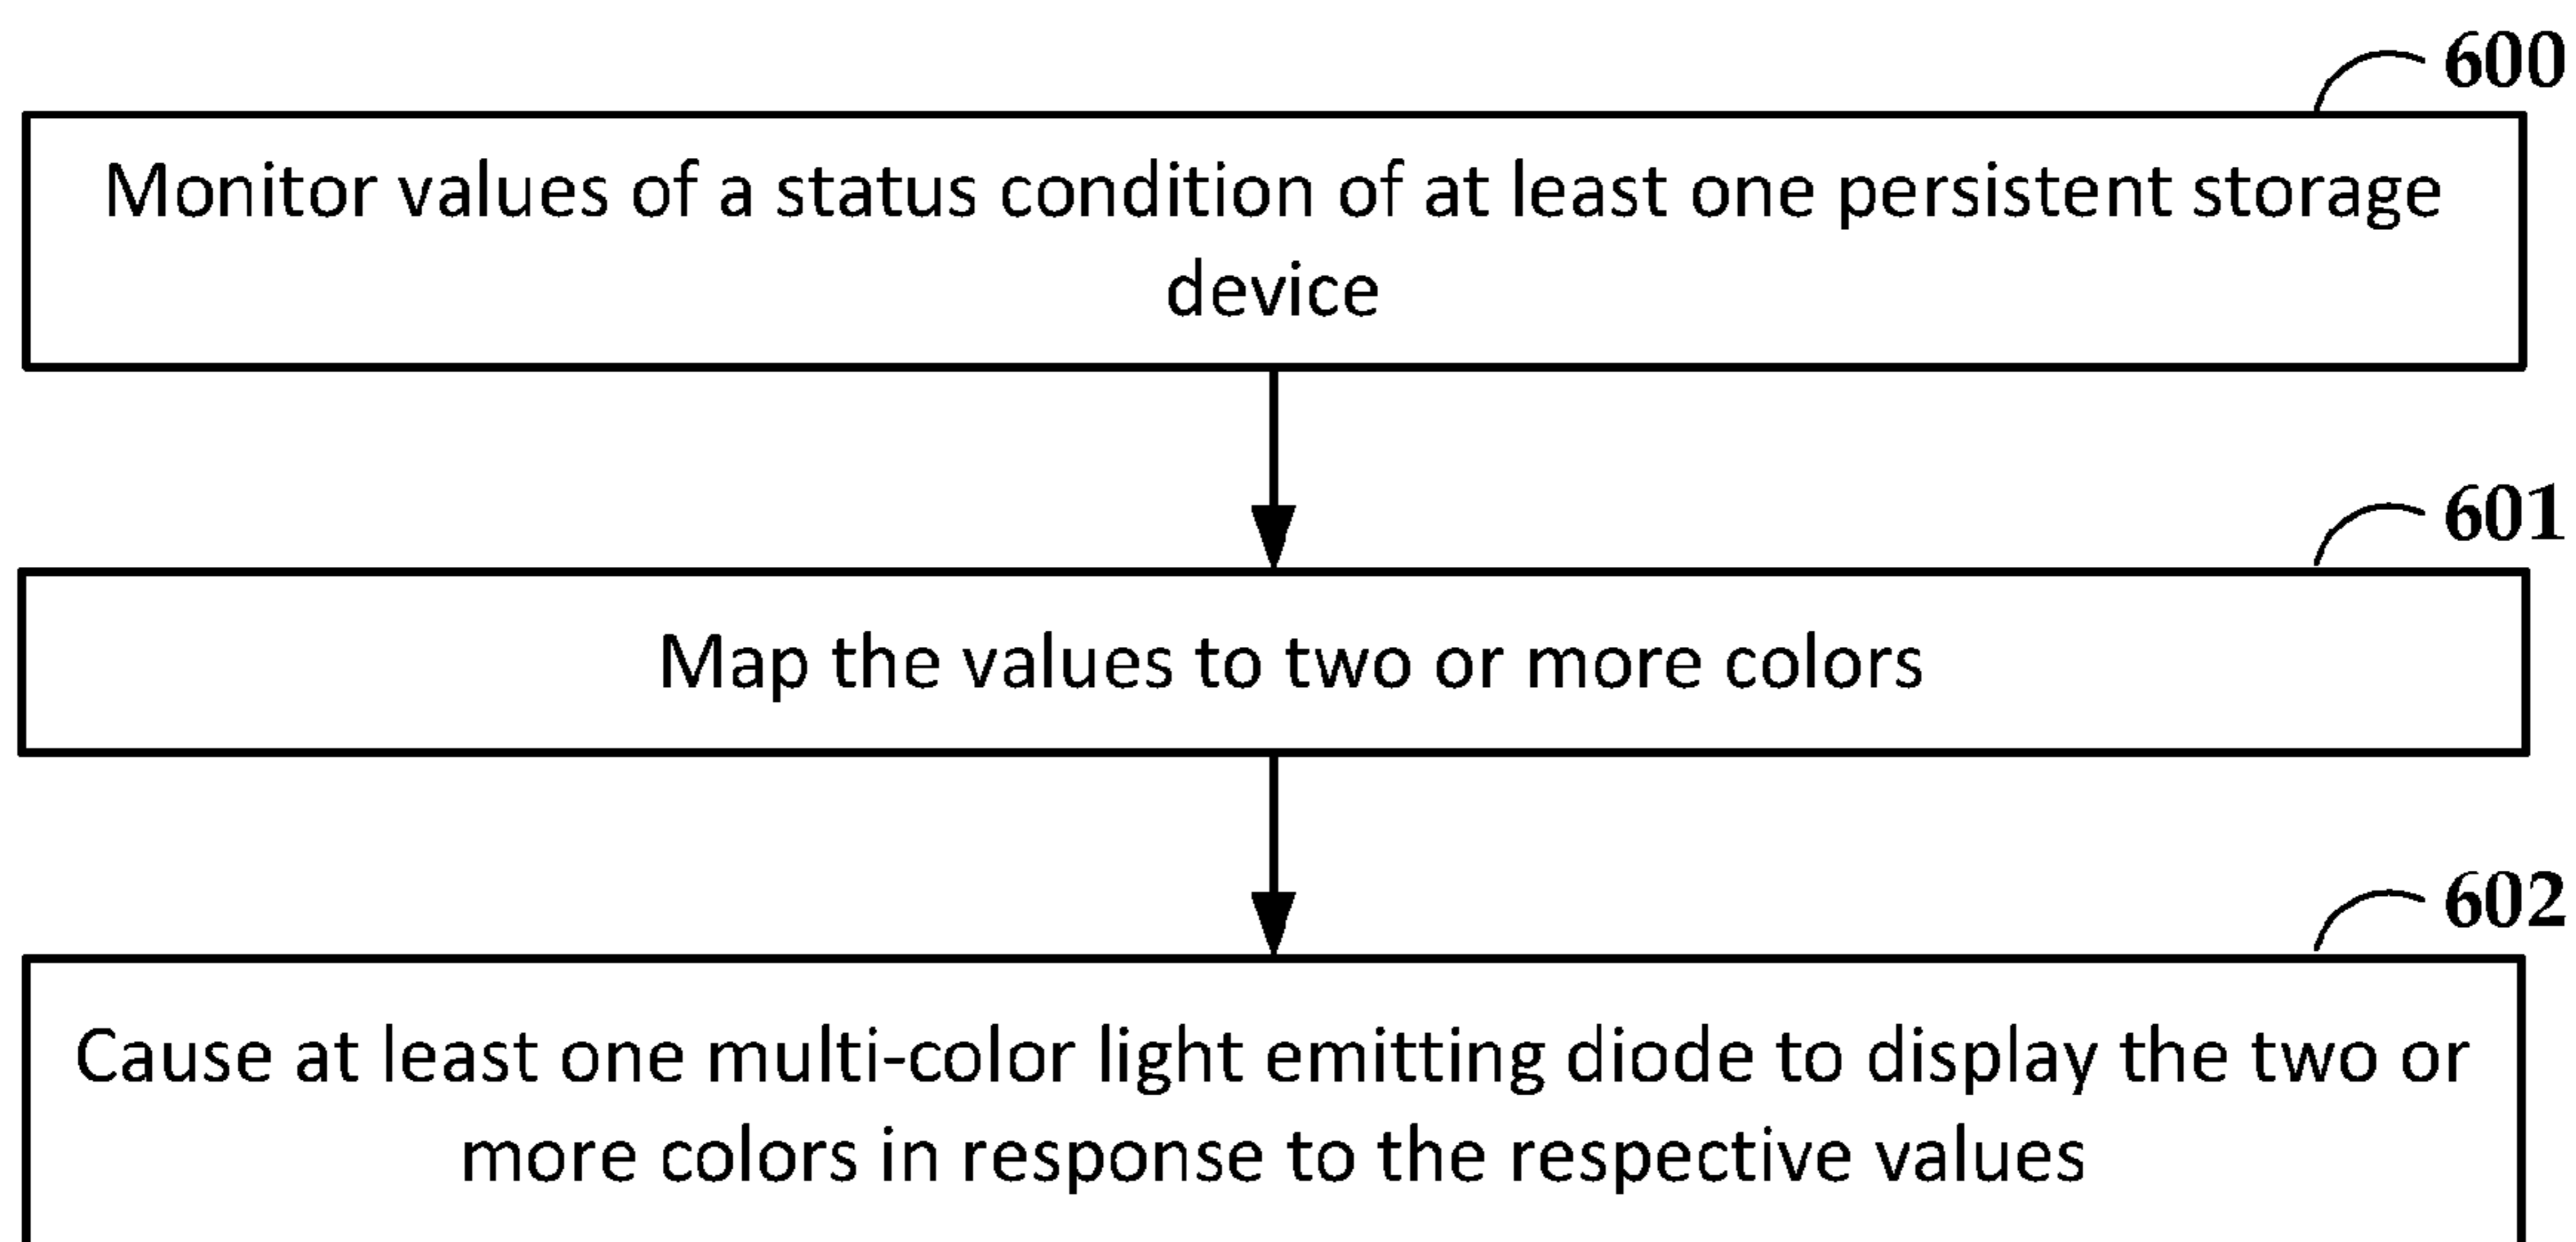 600
Monitor values of a status condition of at least one persistent storage
device
601
Map the values to two or more colors
602
Cause at least one multi-color light emitting diode to display the two or
more colors in response to the respective values